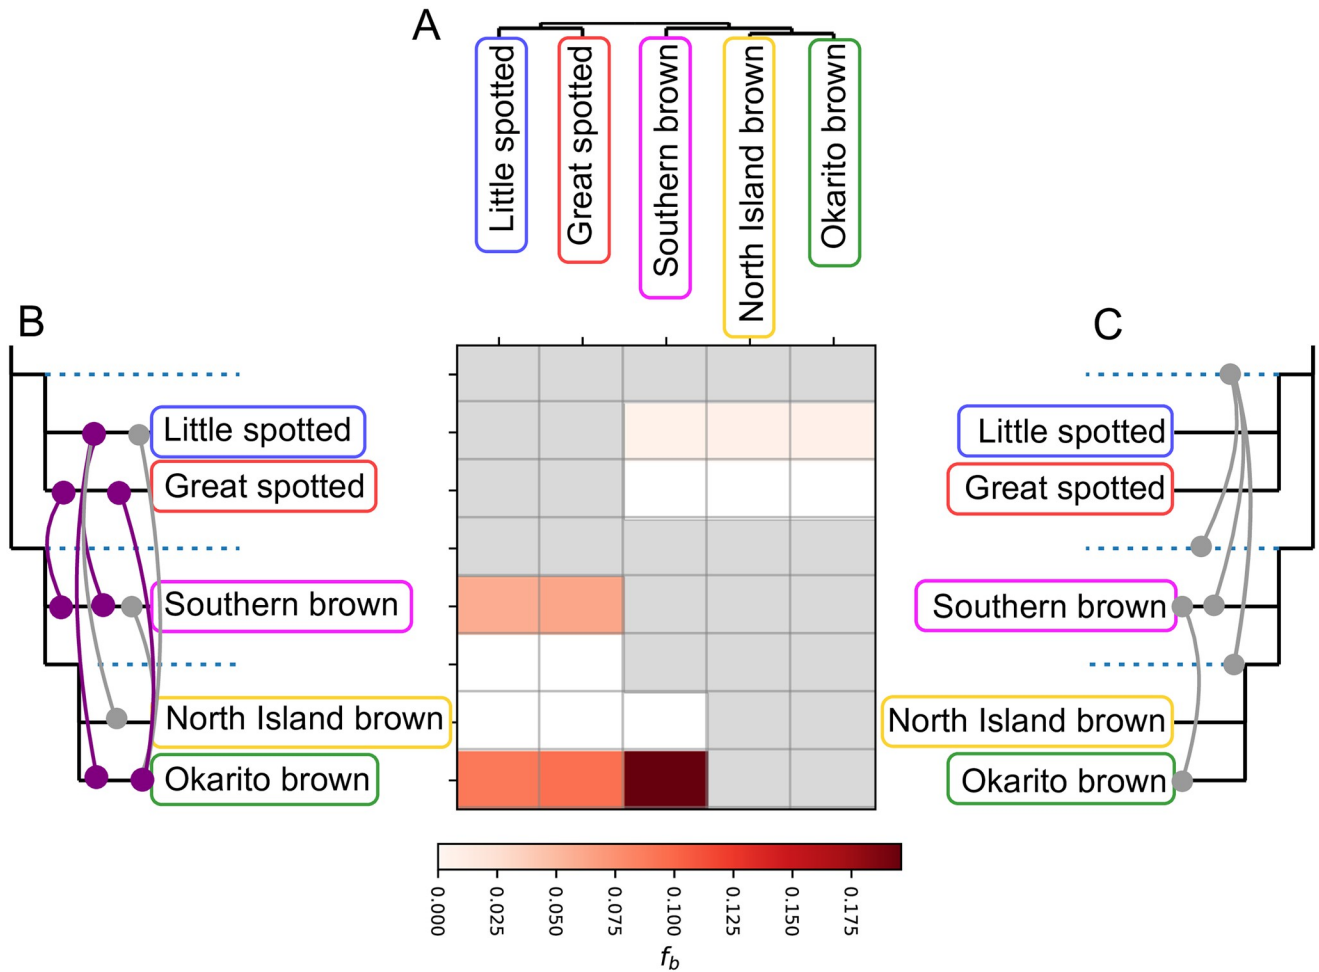 A
Little spotted
Great spotted
Southern brown
North Island brown
Okarito brown
B
Little spotted
Great spotted
Southern brown
North Island brown
Okarito brown
C
Little spotted
Great spotted
Southern brown
North Island brown
Okarito brown
0.000
0.025
0.050
0.075
0.100
0.125
0.150
0.175
f_b